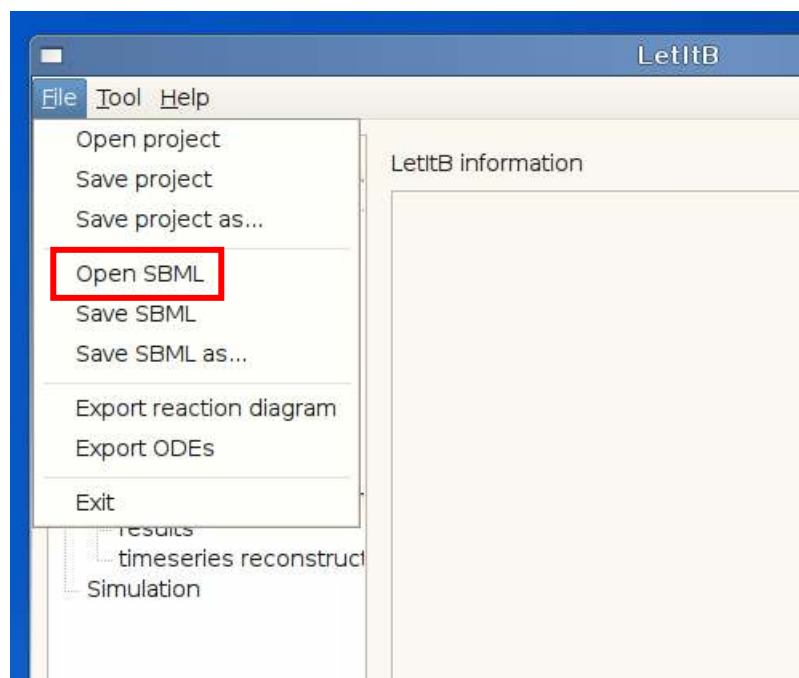 LetItB
File Tool Help
Open project
Save project
Save project as...
Open SBML
Save SBML
Save SBML as...
Export reaction diagram
Export ODEs
Exit
LetItB information
results
timeseries reconstruct
Simulation